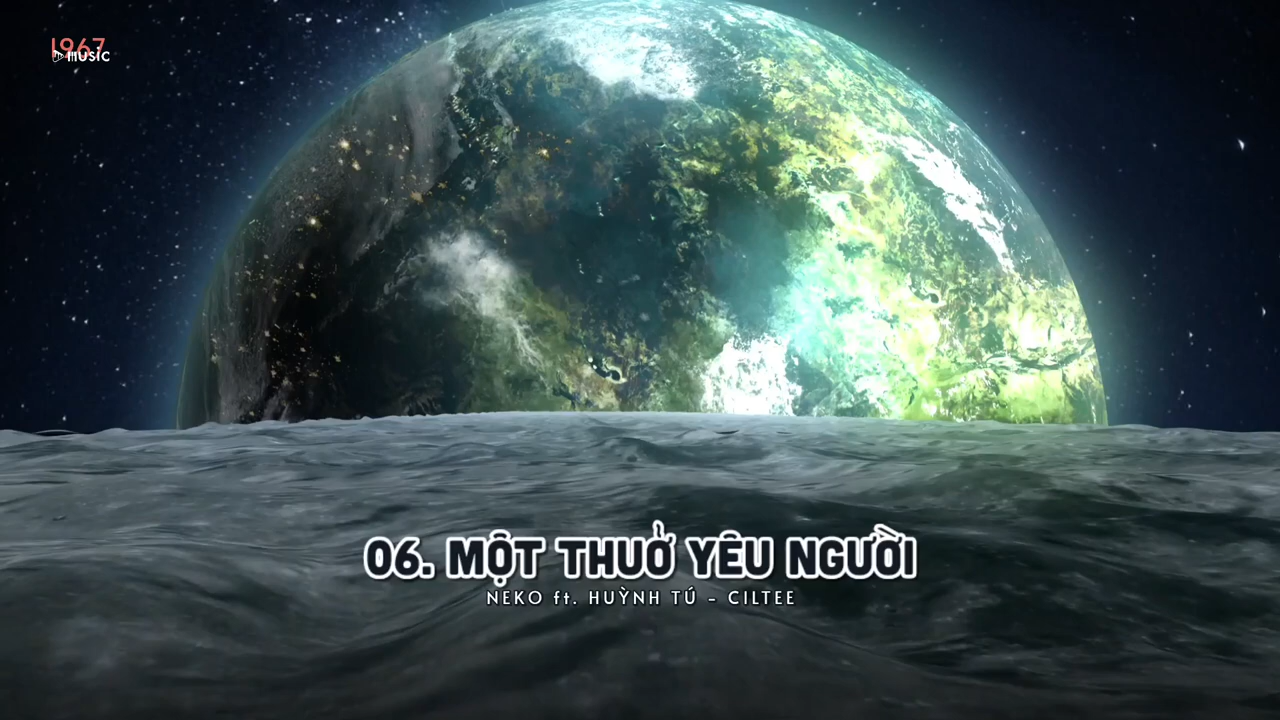 1967
MUSIC
06. MỘT THUỞ YÊU NGƯỜI
NEKO ft. HUỲNH TÚ - CILTEE